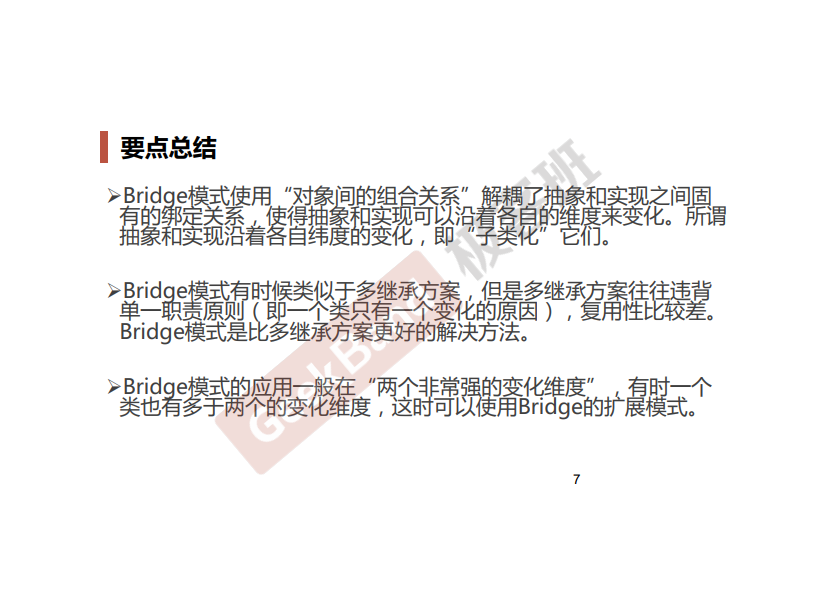 要点总结
➢Bridge模式使用“对象间的组合关系”解耦了抽象和实现之间固
有的绑定关系，使得抽象和实现可以沿着各自的维度来变化。所谓
抽象和实现沿着各自纬度的变化，即“子类化”它们。
➢Bridge模式有时候类似于多继承方案，但是多继承方案往往违背
单一职责原则（即一个类只有一个变化的原因），复用性比较差。
Bridge模式是比多继承方案更好的解决方法。
➢Bridge模式的应用一般在“两个非常强的变化维度”，有时一个
类也有多于两个的变化维度，这时可以使用Bridge的扩展模式。
GeekBang
极客班
7